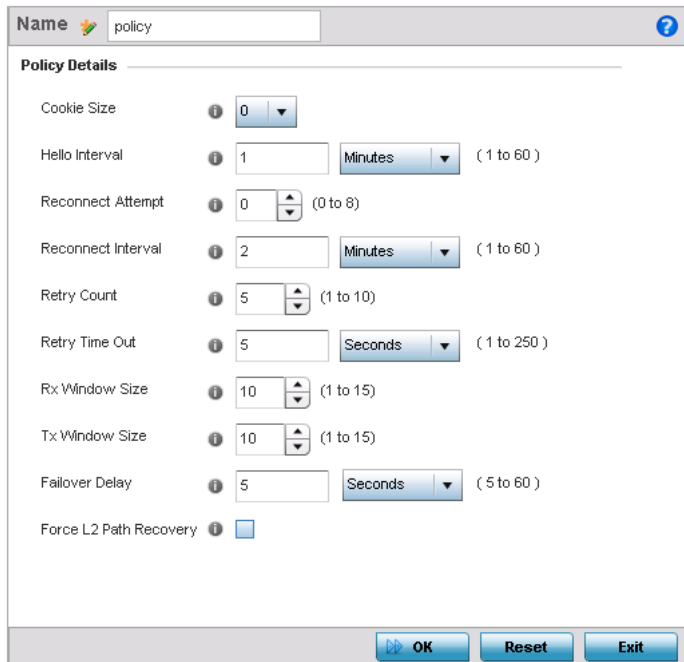 Name policy
Policy Details
Cookie Size 0
Hello Interval 1 Minutes ( 1 to 60 )
Reconnect Attempt 0 (0 to 8)
Reconnect Interval 2 Minutes ( 1 to 60 )
Retry Count 5 (1 to 10)
Retry Time Out 5 Seconds ( 1 to 250 )
Rx Window Size 10 (1 to 15)
Tx Window Size 10 (1 to 15)
Failover Delay 5 Seconds ( 5 to 60 )
Force L2 Path Recovery
OK Reset Exit